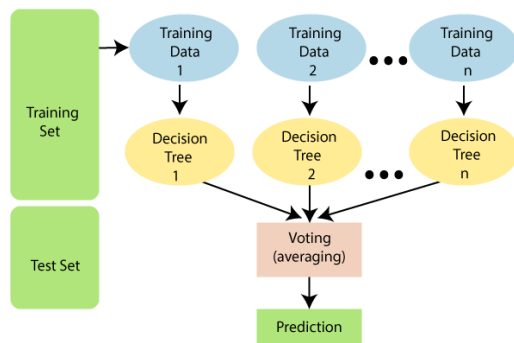 Training
Set
Training
Data
1
Training
Data
2
Training
Data
n
Decision
Tree
1
Decision
Tree
2
Decision
Tree
n
Test Set
Voting
(averaging)
Prediction